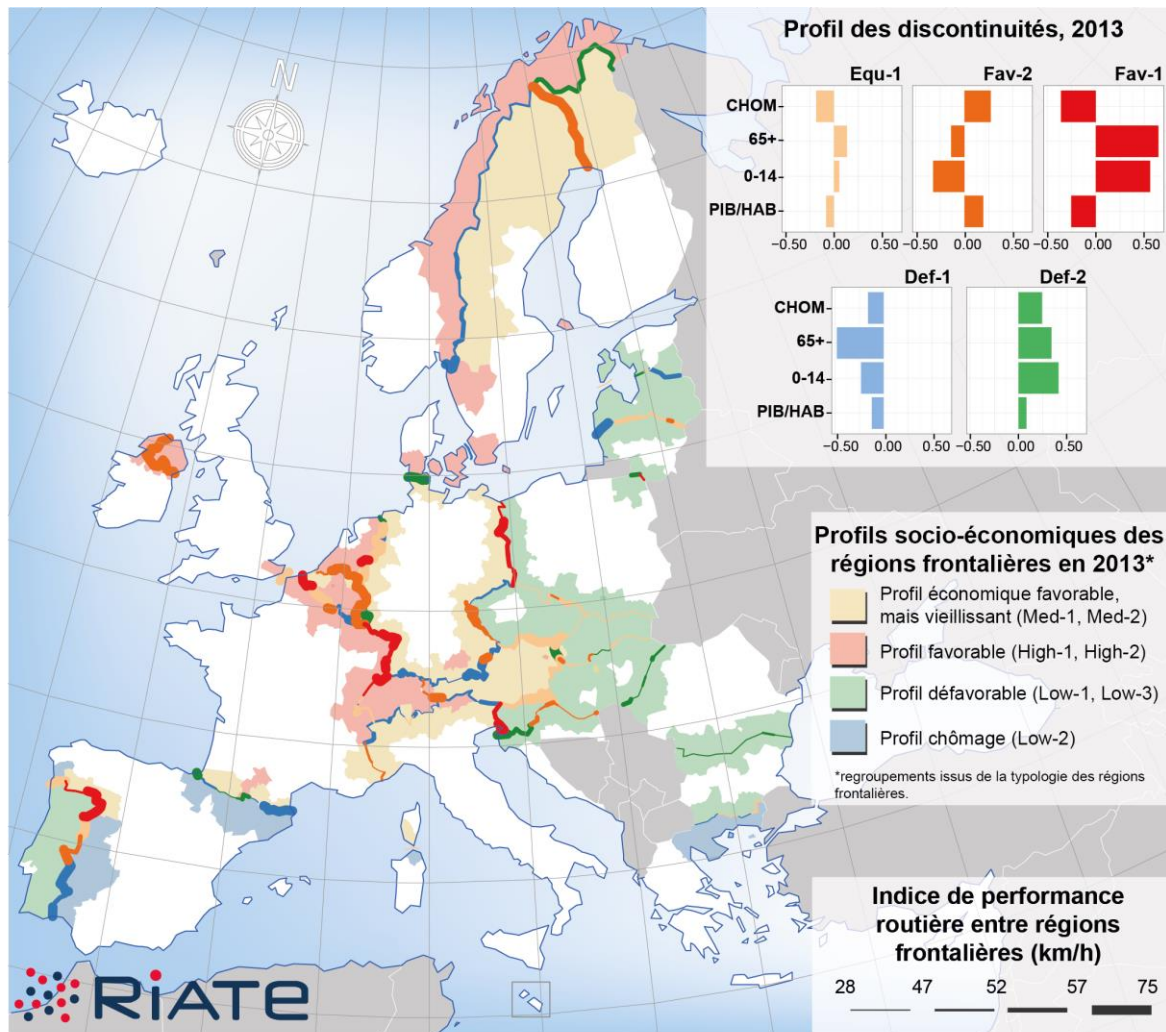 Profil des discontinuités, 2013
Equ-1 Fav-2 Fav-1
CHOM
65+
0-14
PIB/HAB
−0.50 0.00 0.50 −0.50 0.00 0.50 −0.50 0.00 0.50
Def-1 Def-2
CHOM
65+
0-14
PIB/HAB
−0.50 0.00 0.50 −0.50 0.00 0.50
N
Profils socio-économiques des
régions frontalières en 2013*
Profil économique favorable,
mais vieillissant (Med-1, Med-2)
Profil favorable (High-1, High-2)
Profil défavorable (Low-1, Low-3)
Profil chômage (Low-2)
*regroupements issus de la typologie des régions
frontalières.
Indice de performance
routière entre régions
frontalières (km/h)
28 47 52 57 75
RIATE